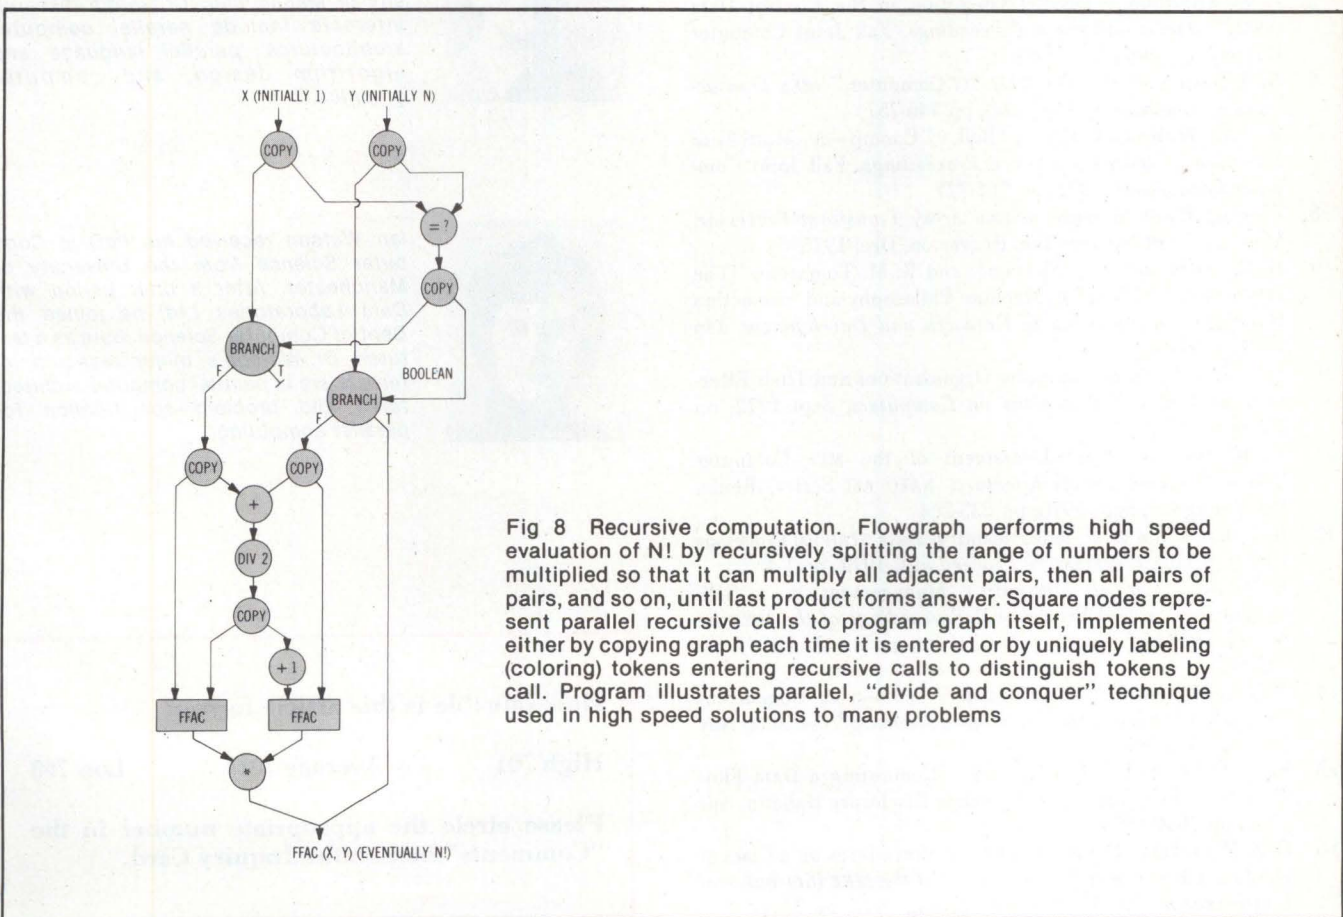 X (INITIALLY 1) Y (INITIALLY N)
COPY COPY
= ?
COPY
BRANCH
F T
BOOLEAN
BRANCH
F T
COPY COPY
+
DIV 2
COPY
+ 1
FFAC FFAC
*
FFAC (X, Y) (EVENTUALLY N!)
Fig 8 Recursive computation. Flowgraph performs high speed
evaluation of N! by recursively splitting the range of numbers to be
multiplied so that it can multiply all adjacent pairs, then all pairs of
pairs, and so on, until last product forms answer. Square nodes repre-
sent parallel recursive calls to program graph itself, implemented
either by copying graph each time it is entered or by uniquely labeling
(coloring) tokens entering recursive calls to distinguish tokens by
call. Program illustrates parallel, "divide and conquer" technique
used in high speed solutions to many problems